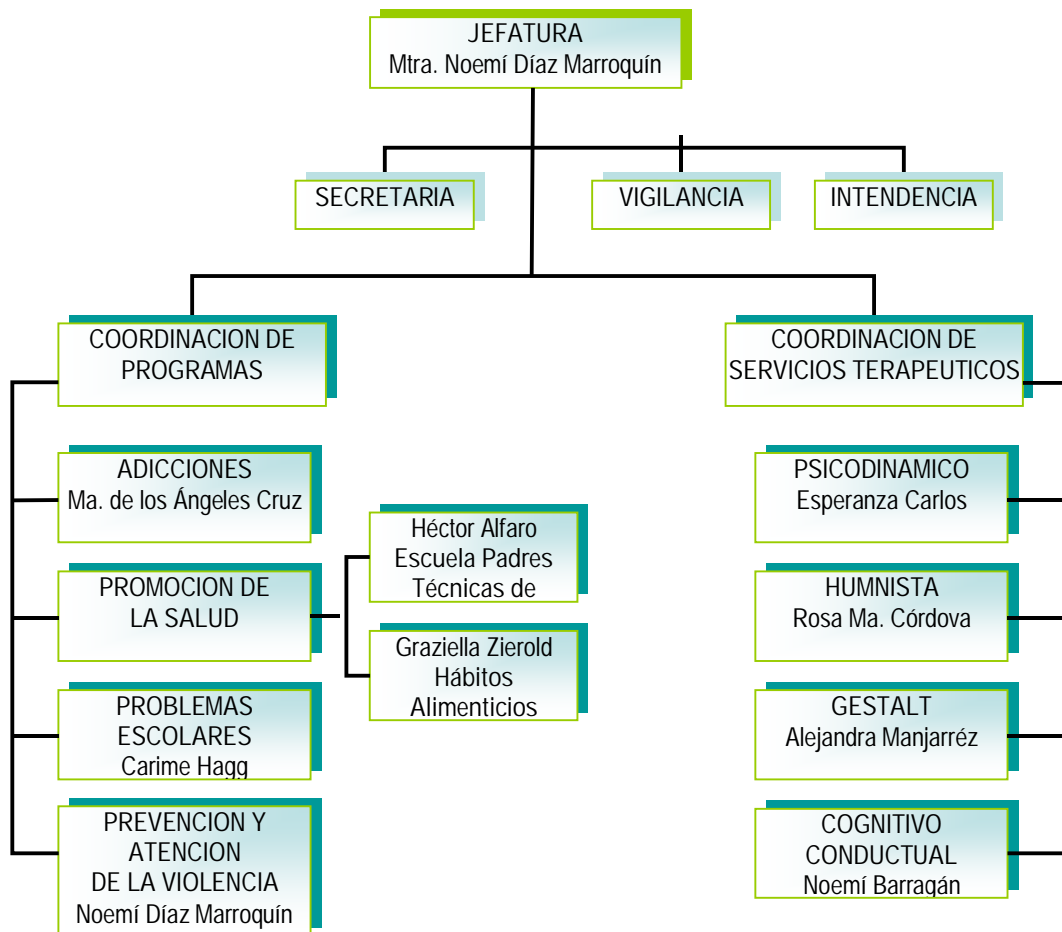 JEFATURA
Mtra. Noemí Díaz Marroquín
SECRETARIA
VIGILANCIA
INTENDENCIA
COORDINACION DE
PROGRAMAS
COORDINACION DE
SERVICIOS TERAPEUTICOS
ADICCIONES
Ma. de los Ángeles Cruz
PROMOCION DE
LA SALUD
Héctor Alfaro
Escuela Padres
Técnicas de
Graziella Zierold
Hábitos
Alimenticios
PROBLEMAS
ESCOLARES
Carime Hagg
PREVENCION Y
ATENCION
DE LA VIOLENCIA
Noemí Díaz Marroquín
PSICODINAMICO
Esperanza Carlos
HUMNISTA
Rosa Ma. Córdova
GESTALT
Alejandra Manjarréz
COGNITIVO
CONDUCTUAL
Noemí Barragán